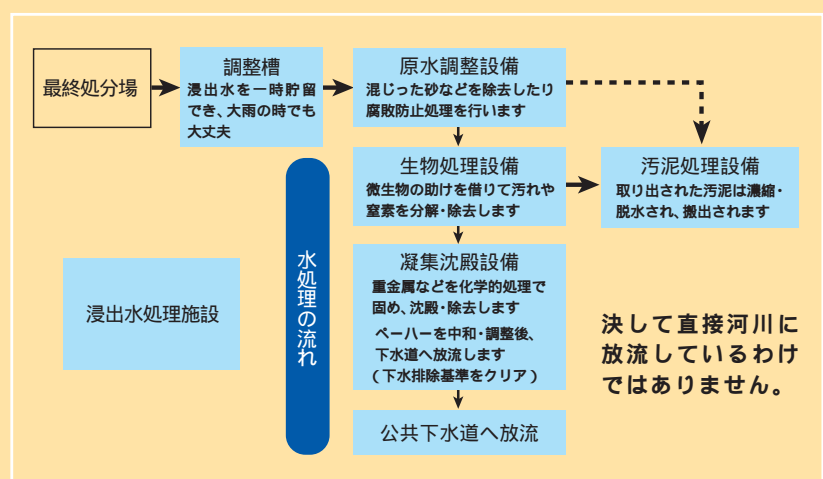 最終処分場
調整槽
浸出水を一時貯留
でき、大雨の時でも
大丈夫
原水調整設備
混じった砂などを除去したり
腐敗防止処理を行います
生物処理設備
微生物の助けを借りて汚れや
窒素を分解・除去します
汚泥処理設備
取り出された汚泥は濃縮・
脱水され、搬出されます
水処理の流れ
浸出水処理施設
凝集沈殿設備
重金属などを化学的処理で
固め、沈殿・除去します
ペーハーを中和・調整後、
下水道へ放流します
(下水排除基準をクリア)
決して直接河川に
放流しているわけ
ではありません。
公共下水道へ放流